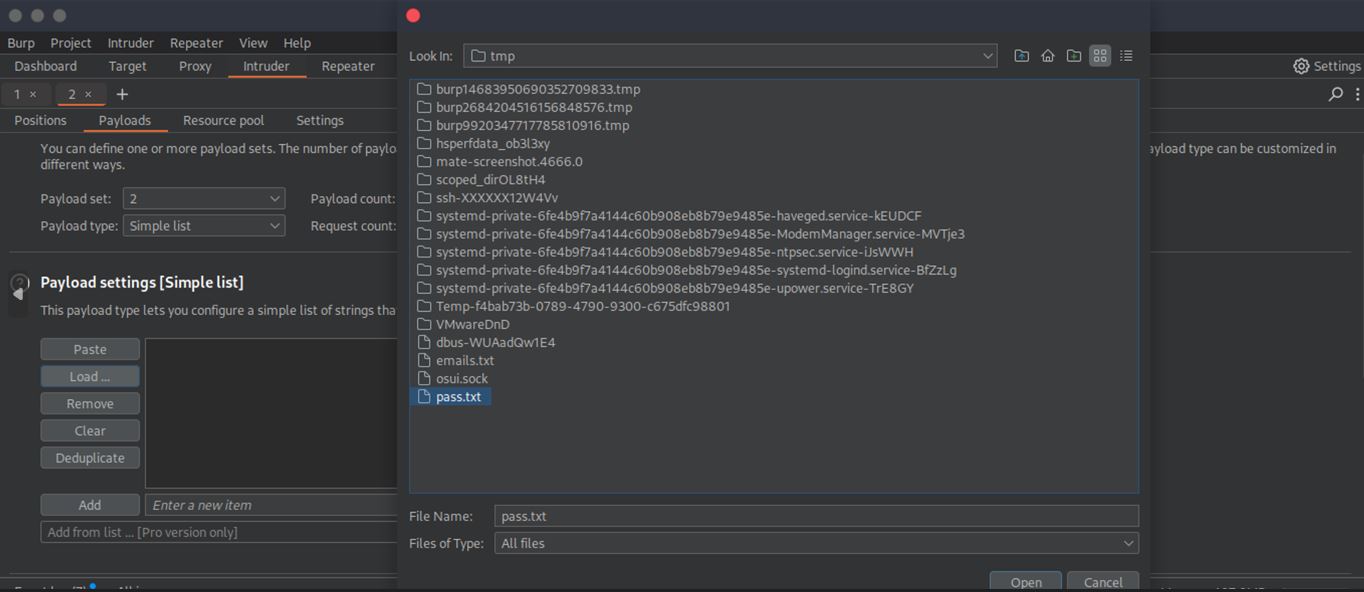 Burp Project Intruder Repeater View Help
Dashboard Target Proxy Intruder Repeater Settings
1 × 2 × +
Positions Payloads Resource pool Settings
You can define one or more payload sets. The number of paylo ayload type can be customized in
different ways.
Payload set: 2 Payload count:
Payload type: Simple list Request count:
? Payload settings [Simple list]
This payload type lets you configure a simple list of strings tha
Paste
Load ...
Remove
Clear
Deduplicate
Add Enter a new item
Add from list ... [Pro version only]
Look In: tmp
burp14683950690352709833.tmp
burp2684204516156848576.tmp
burp9920347717785810916.tmp
hsperfdata_ob3l3xy
mate-screenshot.4666.0
scoped_dirOL8tH4
ssh-XXXXXX12W4Vv
systemd-private-6fe4b9f7a4144c60b908eb8b79e9485e-haveged.service-kEUDCF
systemd-private-6fe4b9f7a4144c60b908eb8b79e9485e-ModemManager.service-MVTje3
systemd-private-6fe4b9f7a4144c60b908eb8b79e9485e-ntpsec.service-iJsWWH
systemd-private-6fe4b9f7a4144c60b908eb8b79e9485e-systemd-logind.service-BfZzLg
systemd-private-6fe4b9f7a4144c60b908eb8b79e9485e-upower.service-TrE8GY
Temp-f4bab73b-0789-4790-9300-c675dfc98801
VMwareDnD
dbus-WUAadQw1E4
emails.txt
osui.sock
pass.txt
File Name: pass.txt
Files of Type: All files
Open Cancel